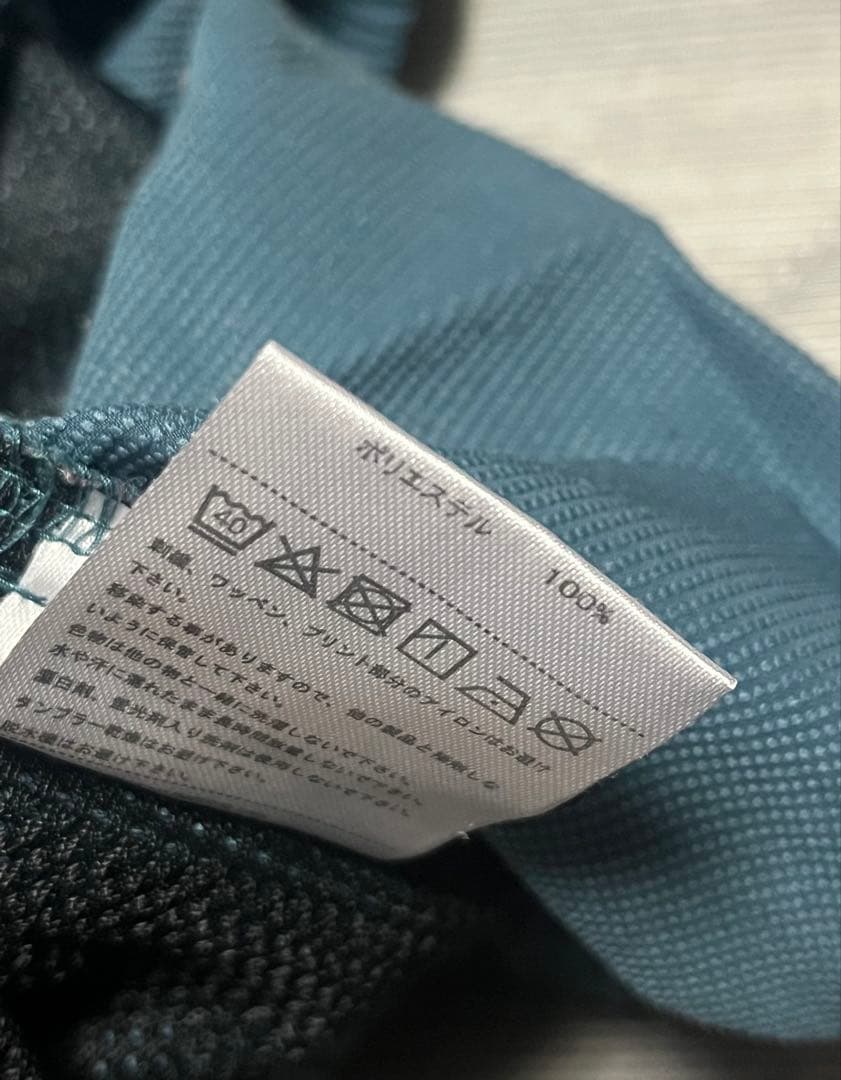 ポリエステル 100%
40
刺繍、ワッペン、プリント部分のアイロンはお避け
下さい。
移染する事がありますので、他の製品と接触しな
いように保管して下さい。
色物は他の物と一緒に洗濯しないで下さい。
水や汗に濡れたまま長時間放置しないで下さい。
漂白剤、蛍光剤入り洗剤は使用しないで下さい。
タンブラー乾燥はお避け下さい。
脱水機はお避け下さい。